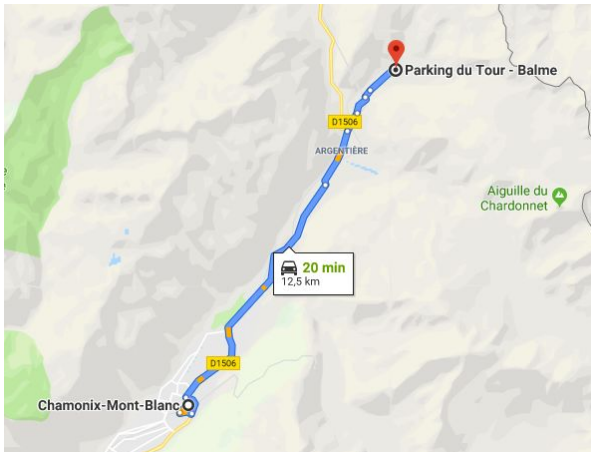 Parking du Tour - Balme
D1506
ARGENTIÈRE
Aiguille du
Chardonnet
20 min
12,5 km
D1506
Chamonix-Mont-Blanc